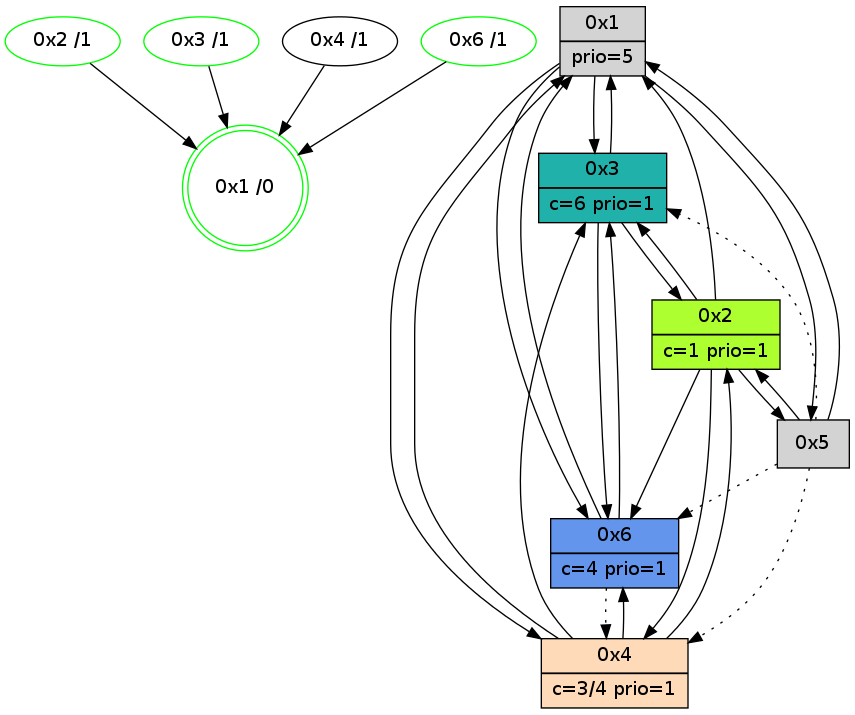 0x2 /1
0x3 /1
0x4 /1
0x6 /1
0x1 /0
0x1
prio=5
0x3
c=6 prio=1
0x2
c=1 prio=1
0x5
0x6
c=4 prio=1
0x4
c=3/4 prio=1